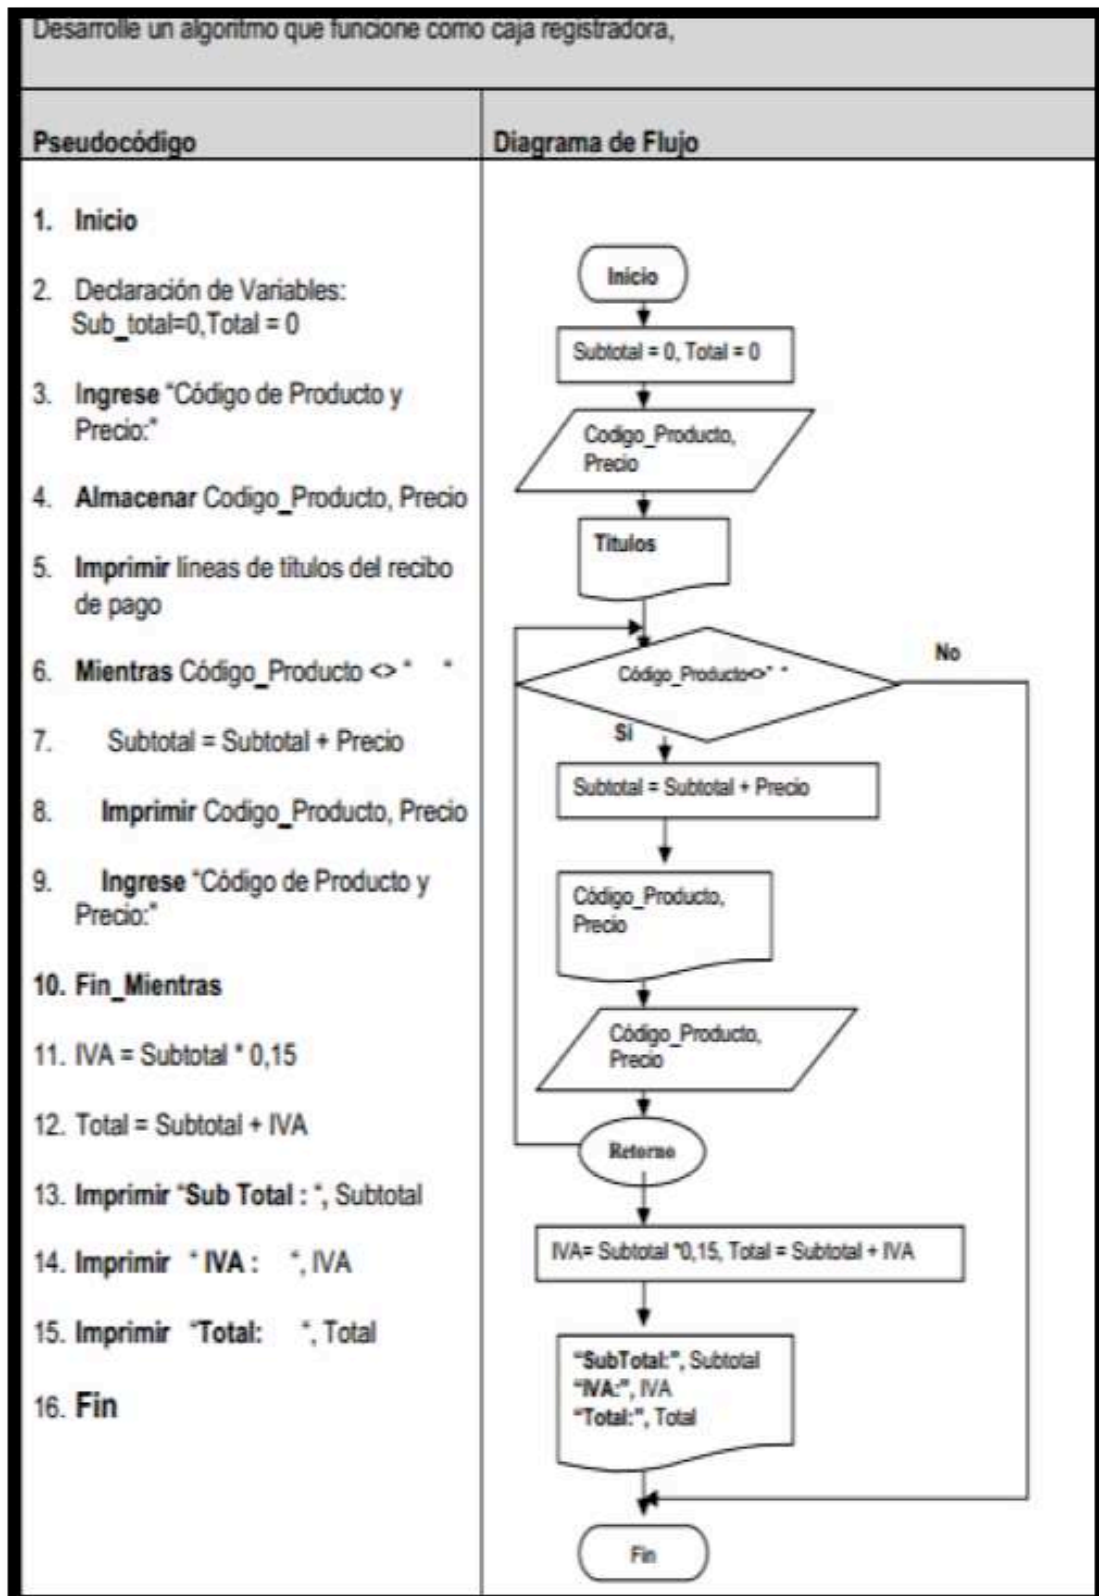 Desarrolle un algoritmo que funcione como caja registradora,
Pseudocódigo
Diagrama de Flujo
1. Inicio
2. Declaración de Variables:
Sub_total=0,Total = 0
3. Ingrese "Código de Producto y
Precio:"
4. Almacenar Codigo_Producto, Precio
5. Imprimir lineas de títulos del recibo
de pago
6. Mientras Código_Producto <> " "
7. Subtotal = Subtotal + Precio
8. Imprimir Codigo_Producto, Precio
9. Ingrese "Código de Producto y
Precio:"
10. Fin_Mientras
11. IVA = Subtotal * 0,15
12. Total = Subtotal + IVA
13. Imprimir "Sub Total : ", Subtotal
14. Imprimir " IVA : ", IVA
15. Imprimir "Total: ", Total
16. Fin
Inicio
Subtotal = 0, Total = 0
Codigo_Producto,
Precio
Titulos
Código_Producto<>" "
No
Si
Subtotal = Subtotal + Precio
Código_Producto,
Precio
Código_Producto,
Precio
Retorno
IVA= Subtotal *0,15, Total = Subtotal + IVA
"SubTotal:", Subtotal
"IVA:", IVA
"Total:", Total
Fin